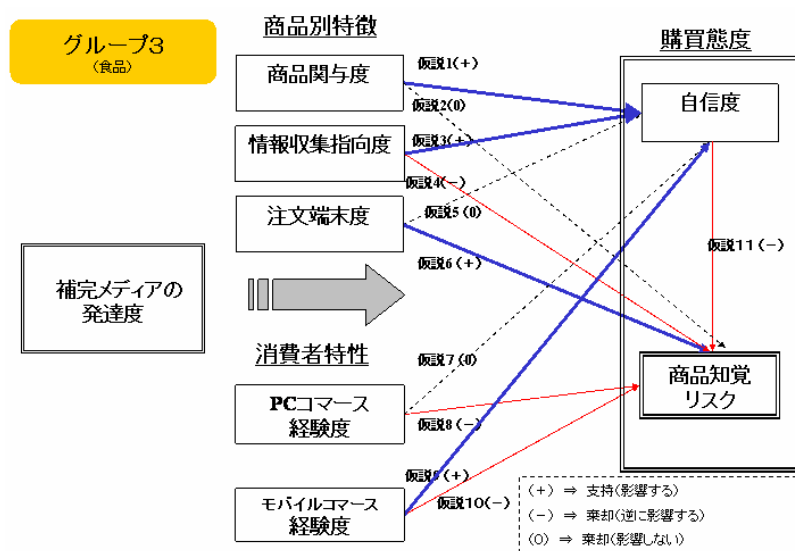 グループ3
(食品)
商品別特徴
購買態度
商品関与度
仮説1(+)
仮説2(0)
自信度
情報収集指向度
仮説3(+)
仮説4(-)
注文端末度
仮説5(0)
仮説6(+)
仮説11(-)
補完メディアの
発達度
消費者特性
仮説7(0)
商品知覚
リスク
PCコマース
経験度
仮説8(-)
仮説9(+)
モバイルコマース
経験度
仮説10(-)
(+) ⇒ 支持(影響する)
(-) ⇒ 棄却(逆に影響する)
(0) ⇒ 棄却(影響しない)